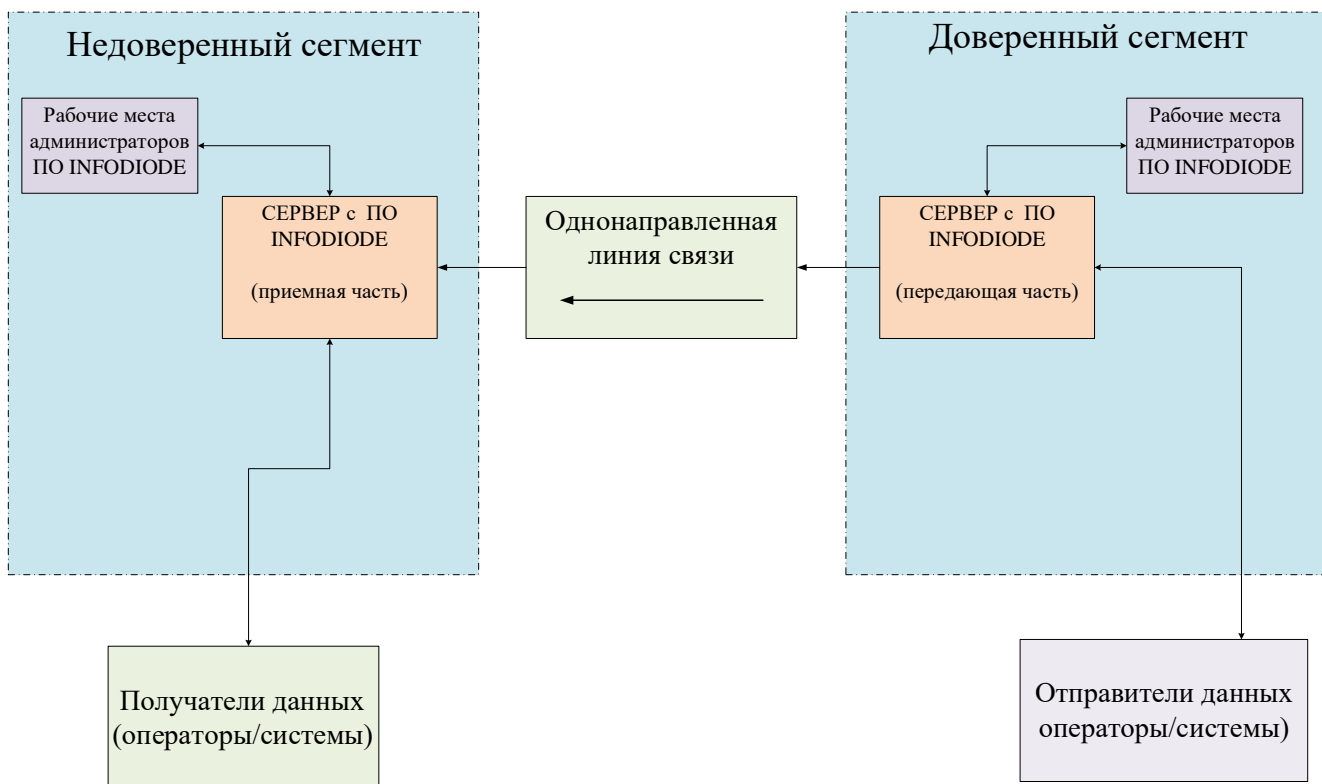 Недоверенный сегмент
Рабочие места
администраторов
ПО INFODIODE
СЕРВЕР с ПО
INFODIODE
(приемная часть)
Однонаправленная
линия связи
Доверенный сегмент
Рабочие места
администраторов
ПО INFODIODE
СЕРВЕР с ПО
INFODIODE
(передающая часть)
Получатели данных
(операторы/системы)
Отправители данных
операторы/системы)